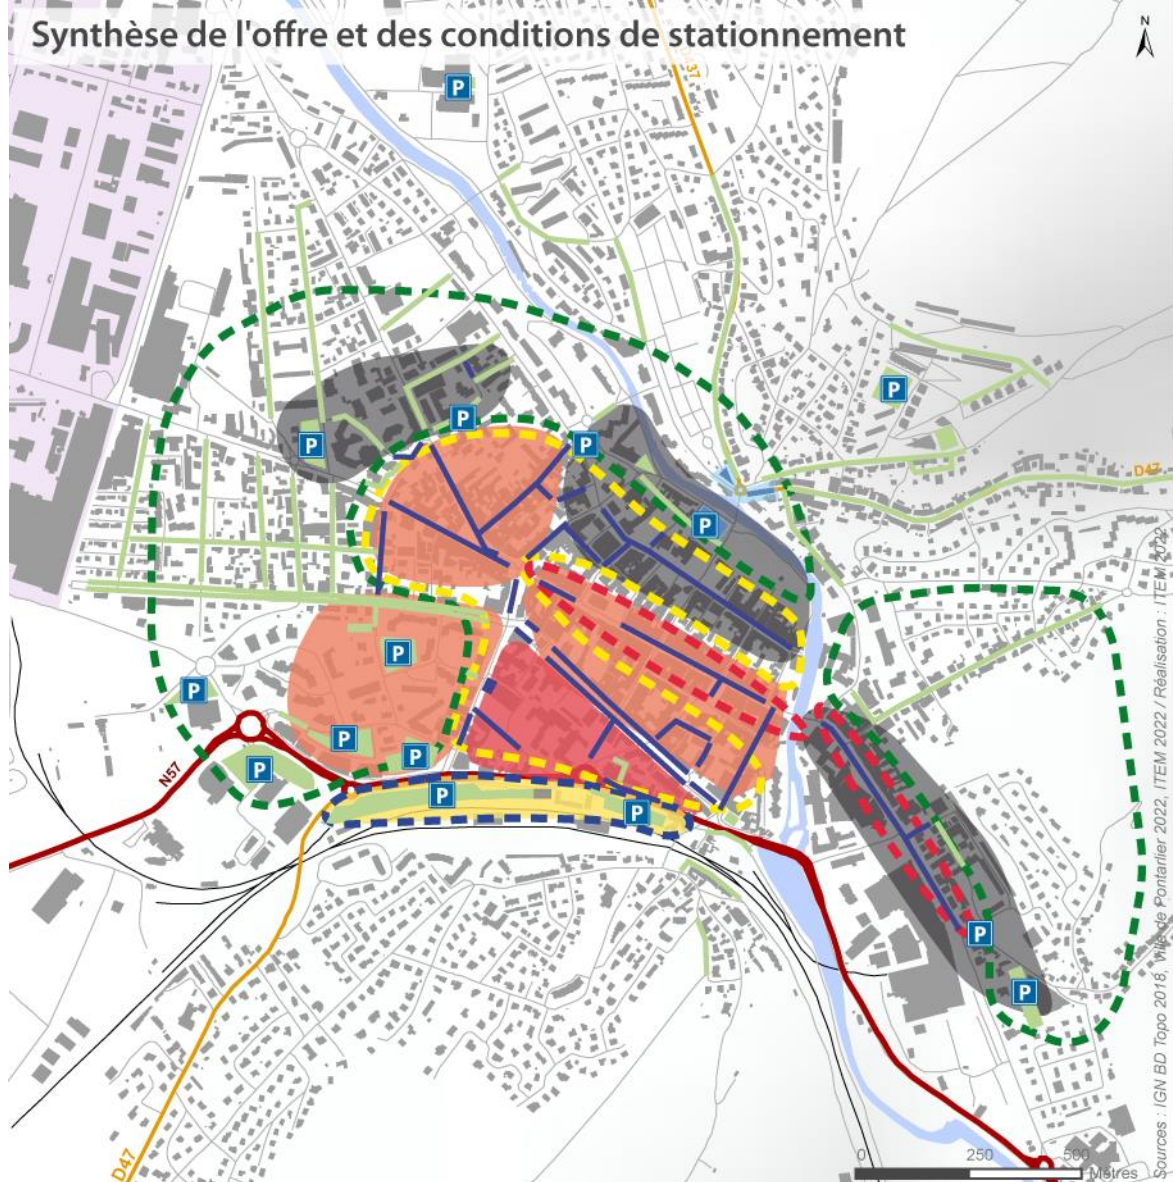 Synthèse de l'offre et des conditions de stationnement
N
P
P
P
P
P
P
D47
P
P
P
P
P
N57
P
P
P
P
P
D47
0 250 500
Mètres
Sources : IGN BD Topo 2018, Ville de Pontarlier 2022, ITEM 2022 / Réalisation : ITEM 2022